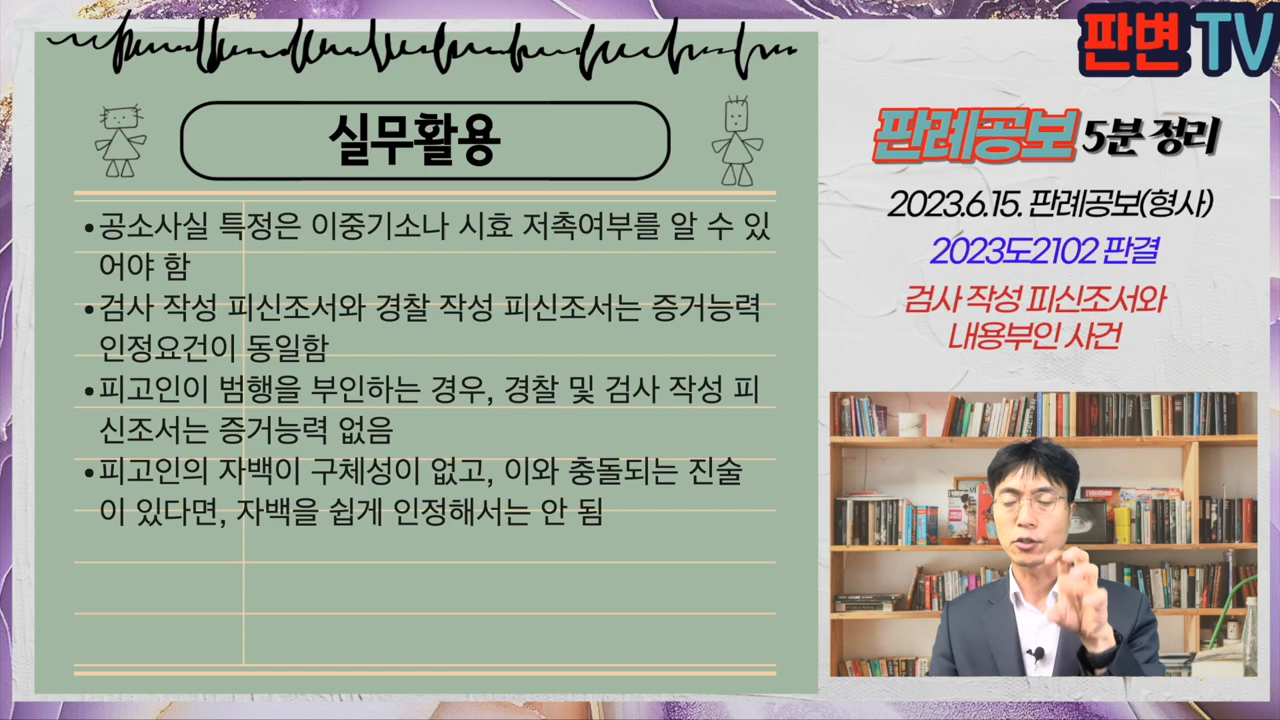 판변 TV
실무활용
• 공소사실 특정은 이중기소나 시효 저촉여부를 알 수 있
어야 함
• 검사 작성 피신조서와 경찰 작성 피신조서는 증거능력
인정요건이 동일함
• 피고인이 범행을 부인하는 경우, 경찰 및 검사 작성 피
신조서는 증거능력 없음
• 피고인의 자백이 구체성이 없고, 이와 충돌되는 진술
이 있다면, 자백을 쉽게 인정해서는 안 됨
판례공보 5분 정리
2023.6.15. 판례공보(형사)
2023도2102 판결
검사 작성 피신조서와
내용부인 사건